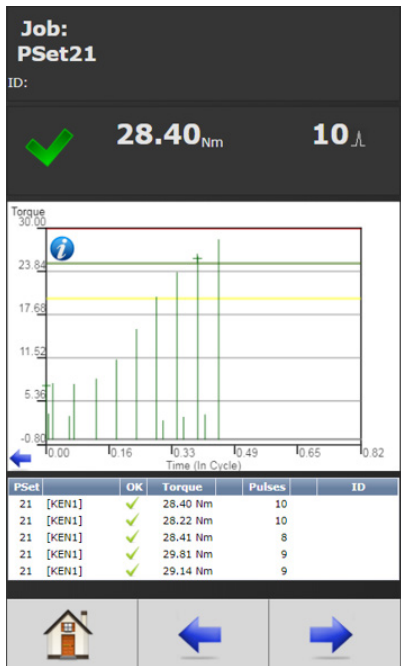 Job:
PSet21
ID:
28.40 Nm 10
Torque
30.00
23.84
17.68
11.52
5.36
-0.80
0.00 0.16 0.33 0.49 0.65 0.82
Time (In Cycle)
PSet OK Torque Pulses ID
21 [KEN1] 28.40 Nm 10
21 [KEN1] 28.22 Nm 10
21 [KEN1] 28.41 Nm 8
21 [KEN1] 29.81 Nm 9
21 [KEN1] 29.14 Nm 9